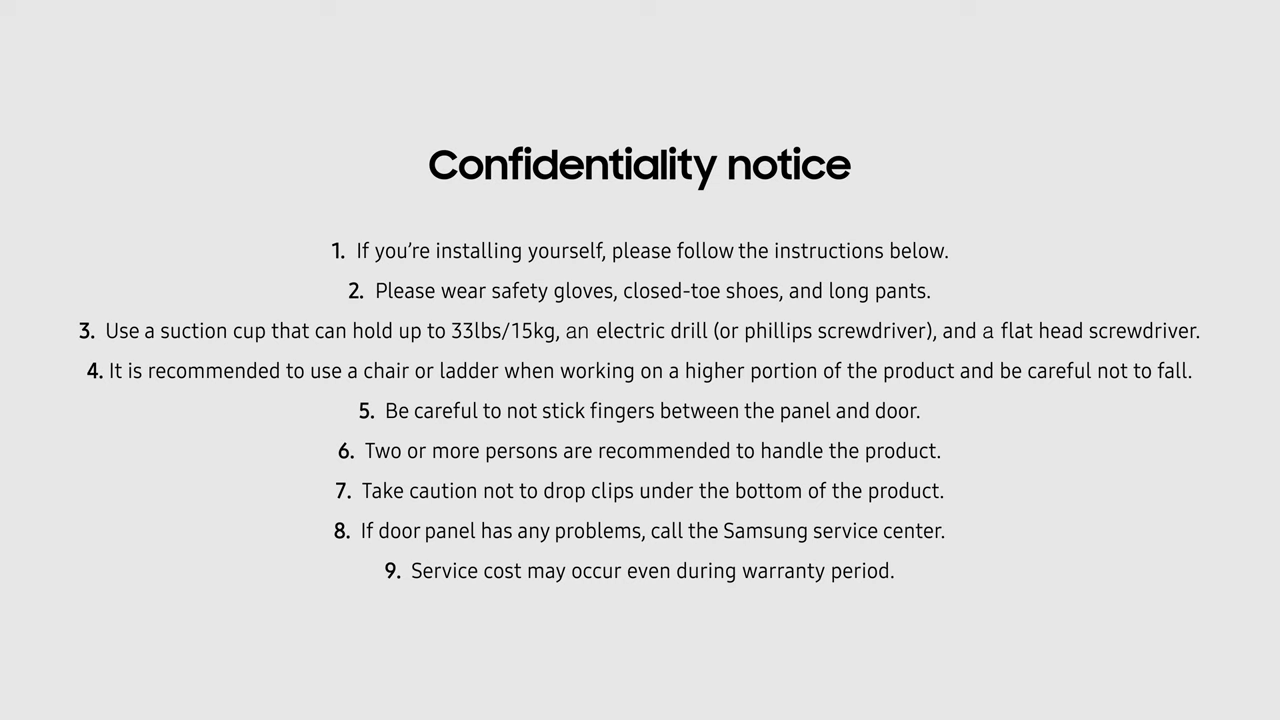 Confidentiality notice
1. If you're installing yourself, please follow the instructions below.
2. Please wear safety gloves, closed-toe shoes, and long pants.
3. Use a suction cup that can hold up to 33lbs/15kg, an electric drill (or phillips screwdriver), and a flat head screwdriver.
4. It is recommended to use a chair or ladder when working on a higher portion of the product and be careful not to fall.
5. Be careful to not stick fingers between the panel and door.
6. Two or more persons are recommended to handle the product.
7. Take caution not to drop clips under the bottom of the product.
8. If door panel has any problems, call the Samsung service center.
9. Service cost may occur even during warranty period.